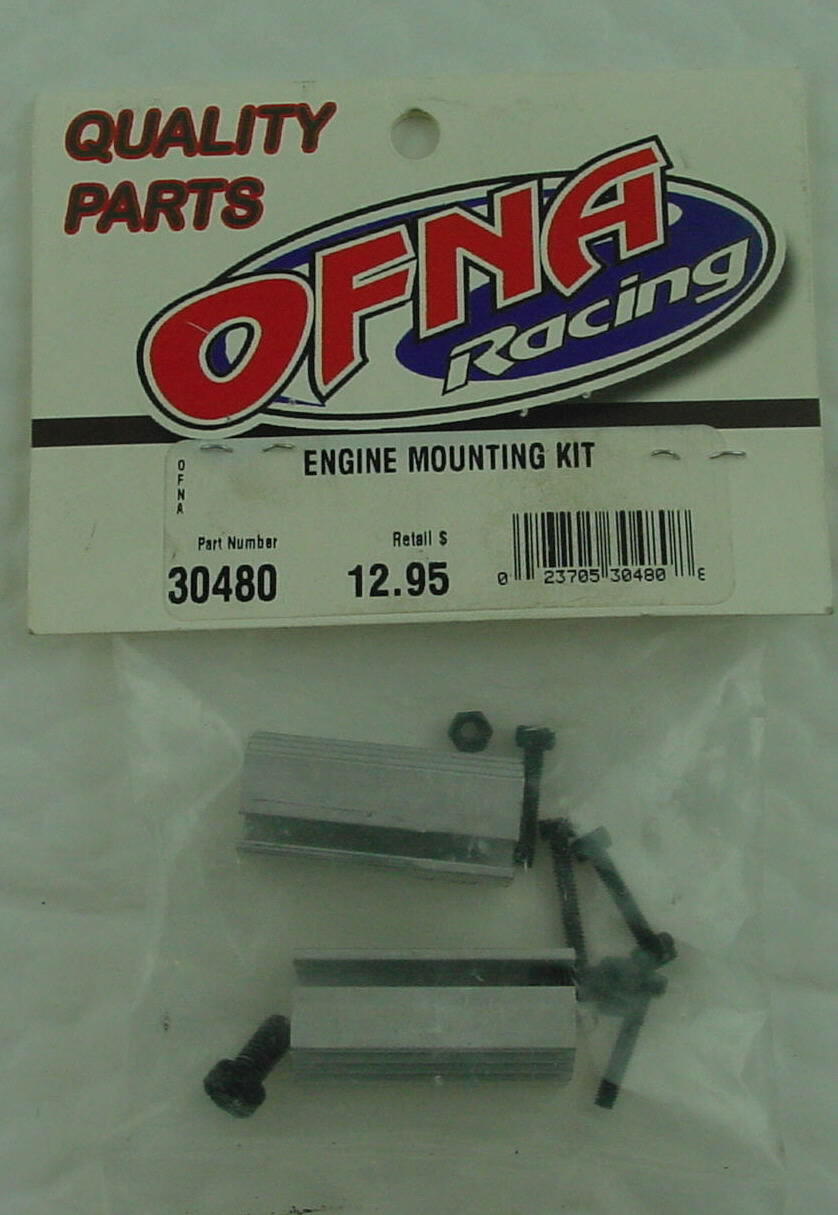 QUALITY
PARTS
OFNA
Racing
OFNA
ENGINE MOUNTING KIT
Part Number
Retail $
30480
12.95
0 23705 30480 E